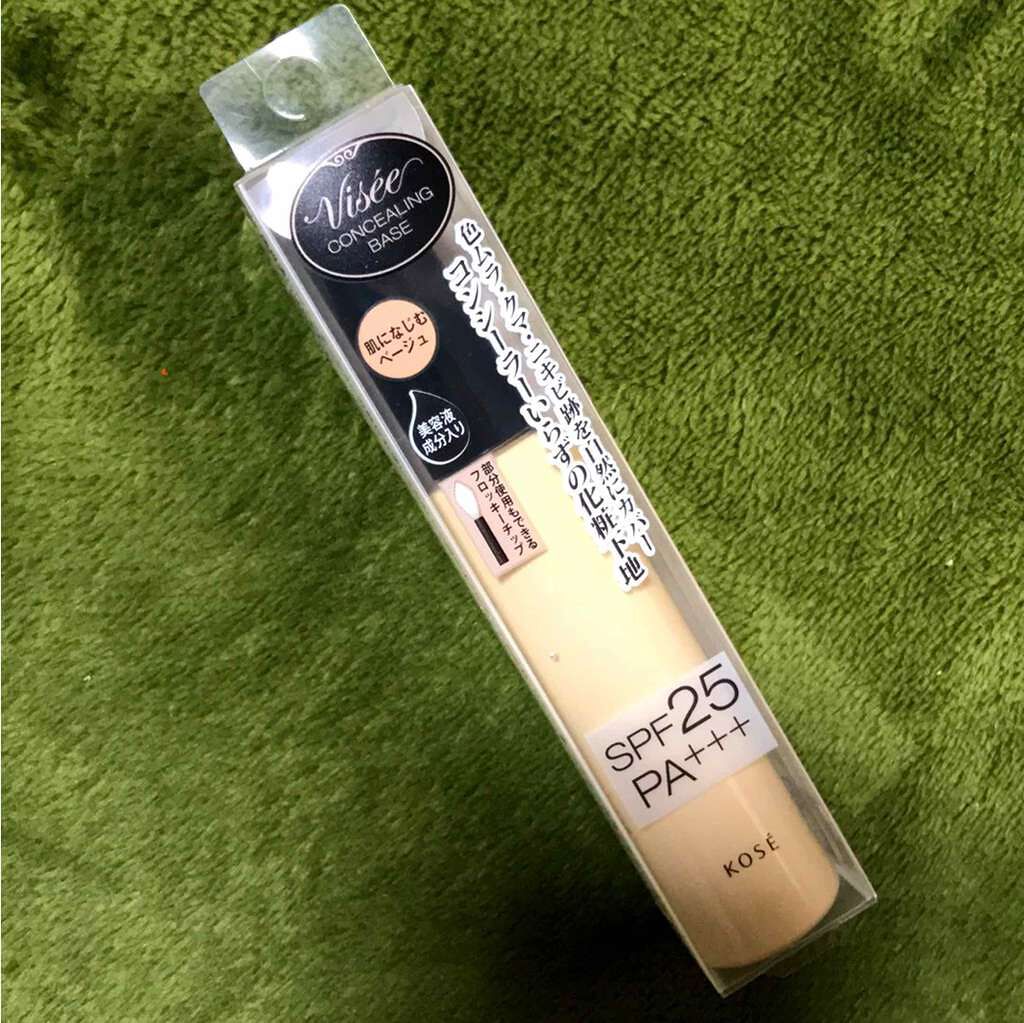 Visée
CONCEALING
BASE
色ムラ・クマ・ニキビ跡を自然にカバー
コンシーラーいらずの化粧下地
肌になじむ
ベージュ
美容液
成分入り
部分使用もできる
フロッキーチップ
SPF25
PA+++
KOSÉ